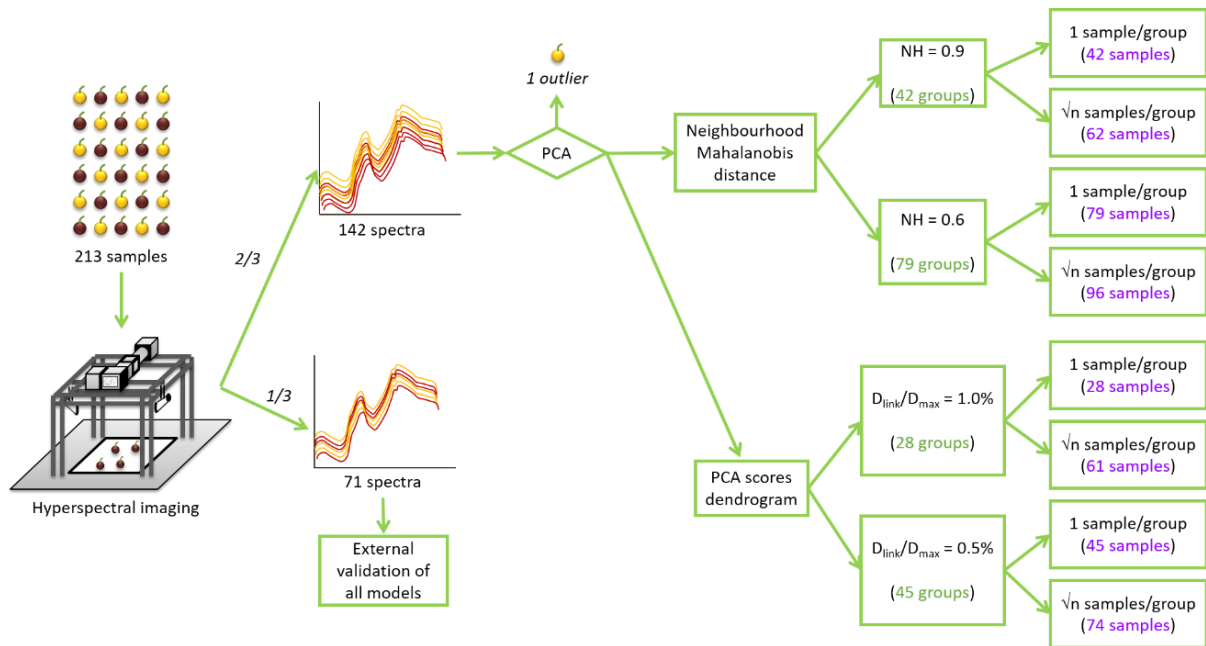 213 samples
Hyperspectral imaging
2/3
1/3
142 spectra
71 spectra
External
validation of
all models
1 outlier
PCA
Neighbourhood
Mahalanobis
distance
PCA scores
dendrogram
NH = 0.9
(42 groups)
NH = 0.6
(79 groups)
Dlink/Dmax = 1.0%
(28 groups)
Dlink/Dmax = 0.5%
(45 groups)
1 sample/group
(42 samples)
√n samples/group
(62 samples)
1 sample/group
(79 samples)
√n samples/group
(96 samples)
1 sample/group
(28 samples)
√n samples/group
(61 samples)
1 sample/group
(45 samples)
√n samples/group
(74 samples)